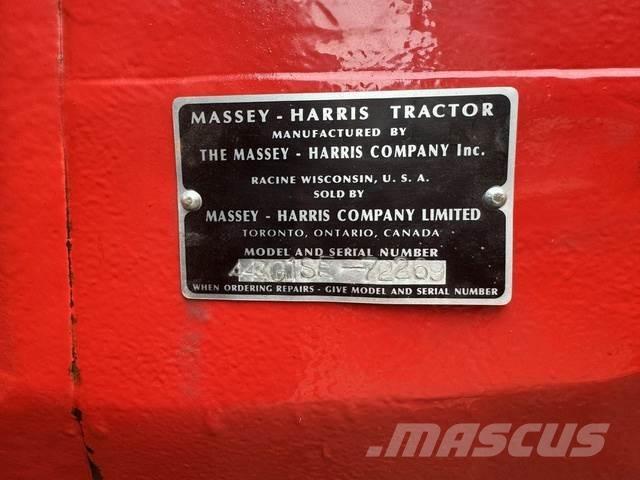 MASSEY - HARRIS TRACTOR
MANUFACTURED BY
THE MASSEY - HARRIS COMPANY Inc.
RACINE WISCONSIN, U. S. A.
SOLD BY
MASSEY - HARRIS COMPANY LIMITED
TORONTO, ONTARIO, CANADA
MODEL AND SERIAL NUMBER
-72269
WHEN ORDERING REPAIRS - GIVE MODEL AND SERIAL NUMBER
.MASCUS